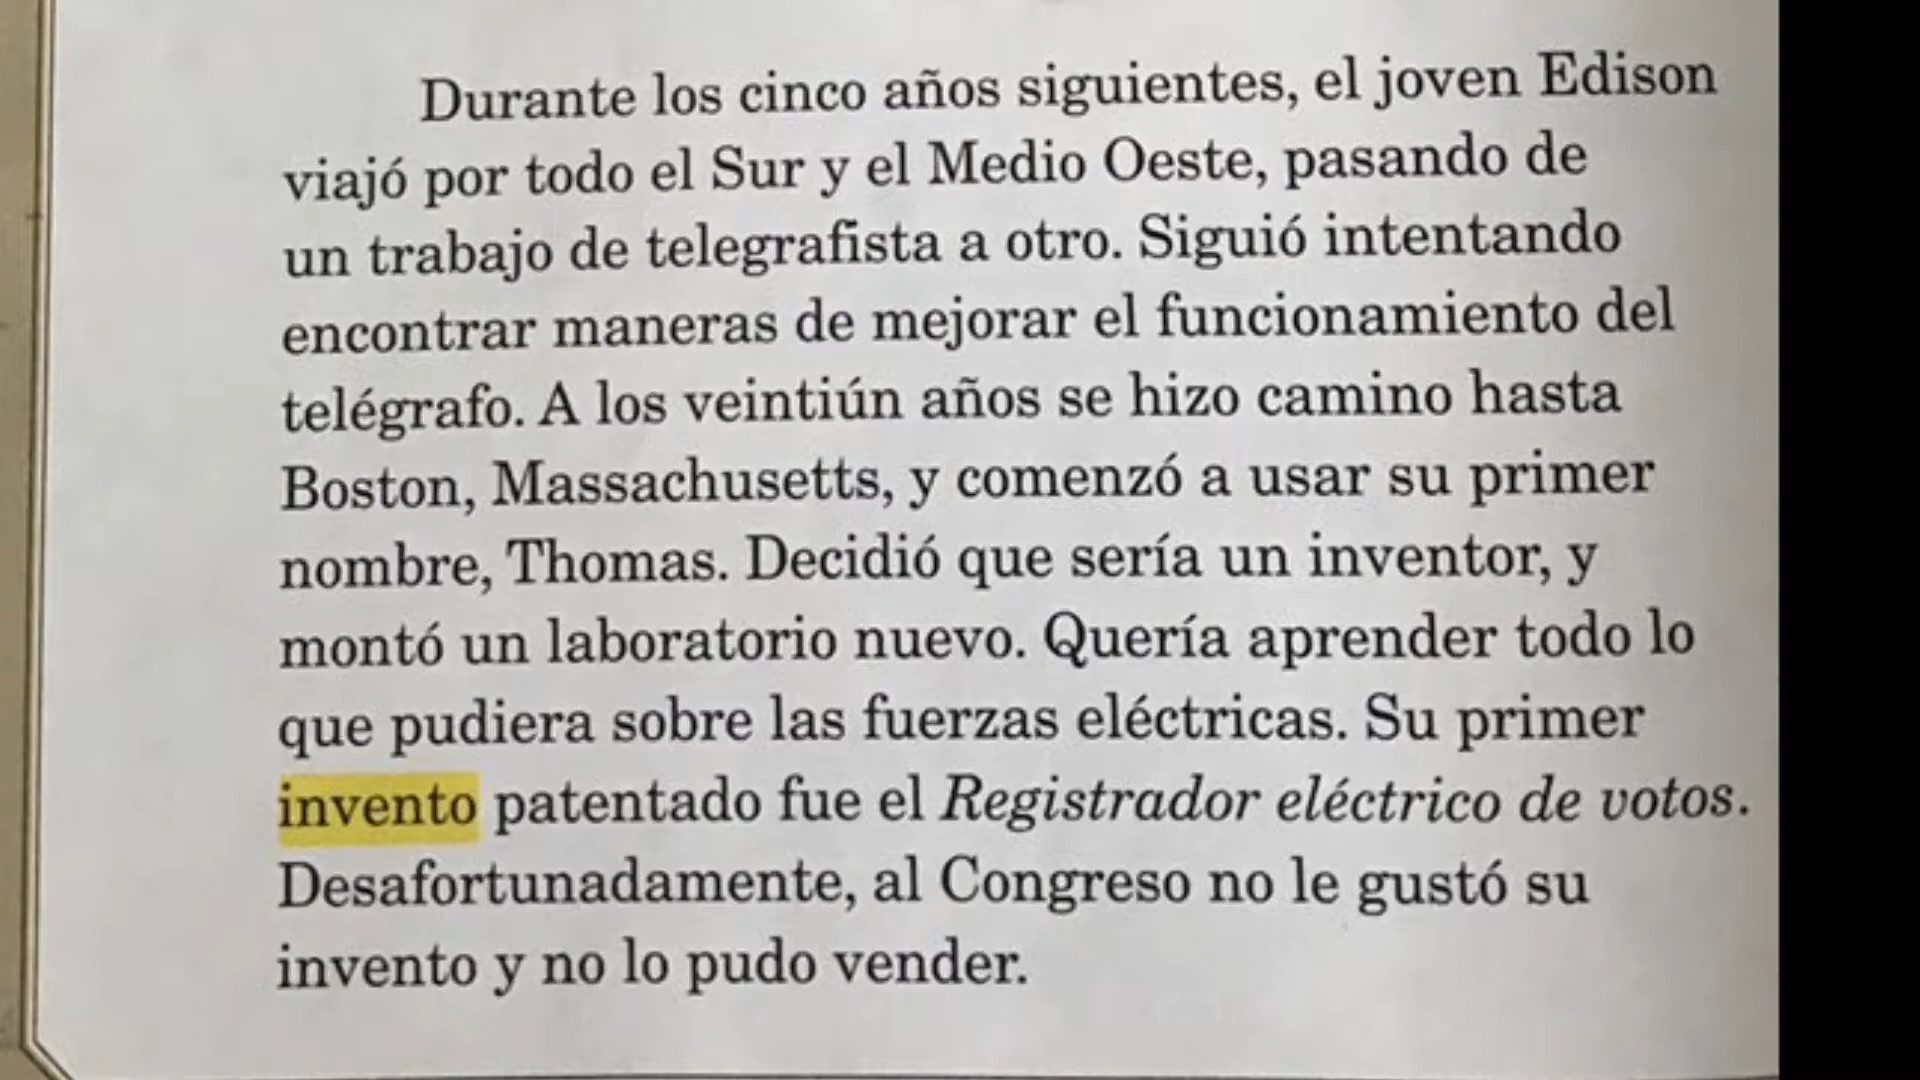 Durante los cinco años siguientes, el joven Edison
viajó por todo el Sur y el Medio Oeste, pasando de
un trabajo de telegrafista a otro. Siguió intentando
encontrar maneras de mejorar el funcionamiento del
telégrafo. A los veintiún años se hizo camino hasta
Boston, Massachusetts, y comenzó a usar su primer
nombre, Thomas. Decidió que sería un inventor, y
montó un laboratorio nuevo. Quería aprender todo lo
que pudiera sobre las fuerzas eléctricas. Su primer
invento patentado fue el Registrador eléctrico de votos.
Desafortunadamente, al Congreso no le gustó su
invento y no lo pudo vender.